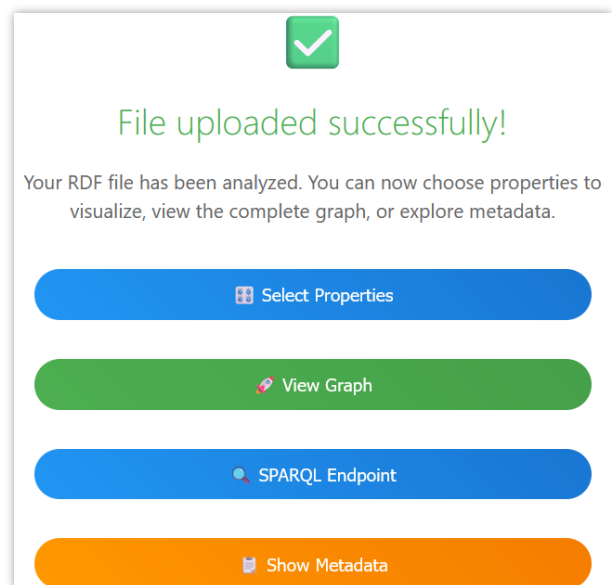 File uploaded successfully!
Your RDF file has been analyzed. You can now choose properties to
visualize, view the complete graph, or explore metadata.
Select Properties
View Graph
SPARQL Endpoint
Show Metadata